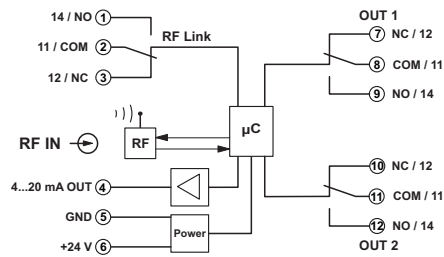 14 / NO 1
11 / COM 2
12 / NC 3
RF Link
OUT 1
7 NC / 12
8 COM / 11
9 NO / 14
RF IN
RF
µC
4...20 mA OUT 4
GND 5
+24 V 6
Power
10 NC / 12
11 COM / 11
12 NO / 14
OUT 2